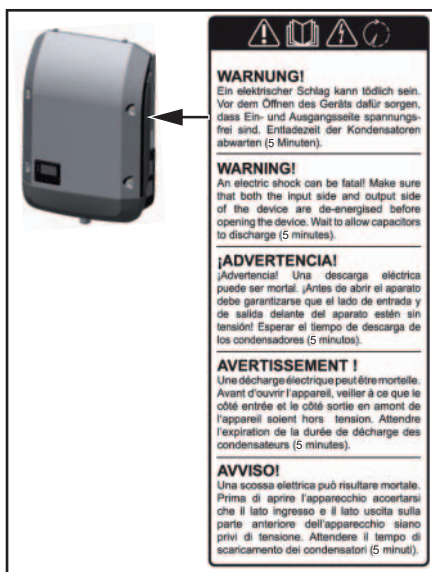 WARNUNG!
Ein elektrischer Schlag kann tödlich sein.
Vor dem Öffnen des Geräts dafür sorgen,
dass Ein- und Ausgangsseite spannungs-
frei sind. Entladezeit der Kondensatoren
abwarten (5 Minuten).
WARNING!
An electric shock can be fatal! Make sure
that both the input side and output side
of the device are de-energised before
opening the device. Wait to allow capacitors
to discharge (5 minutes).
¡ADVERTENCIA!
¡Advertencia! Una descarga eléctrica
puede ser mortal. ¡Antes de abrir el aparato
debe garantizarse que el lado de entrada y
de salida delante del aparato estén sin
tensión! Esperar el tiempo de descarga de
los condensadores (5 minutos).
AVERTISSEMENT !
Une décharge électrique peut être mortelle.
Avant d'ouvrir l'appareil, veiller à ce que le
côté entrée et le côté sortie en amont de
l'appareil soient hors tension. Attendre
l'expiration de la durée de décharge des
condensateurs (5 minutes).
AVVISO!
Una scossa elettrica può risultare mortale.
Prima di aprire l'apparecchio accertarsi
che il lato ingresso e il lato uscita sulla
parte anteriore dell'apparecchio siano
privi di tensione. Attendere il tempo di
scaricamento dei condensatori (5 minuti).